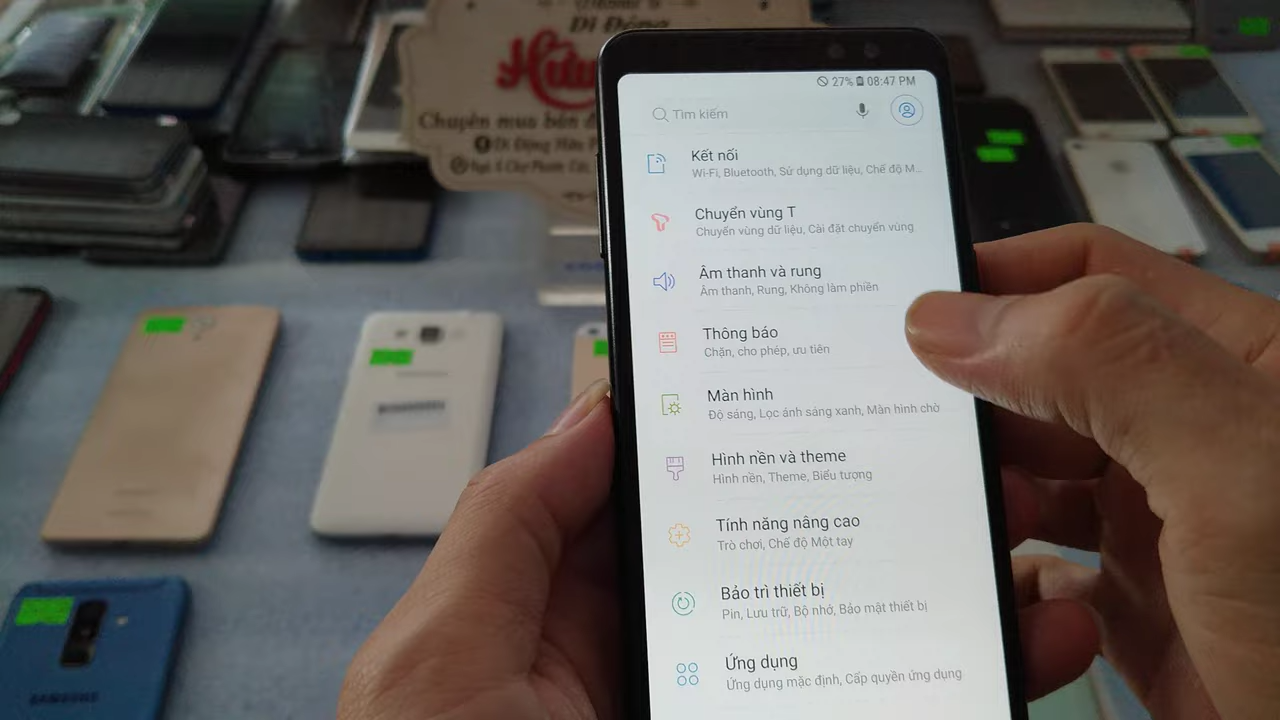 Di Động
Hữu
Chuyên mua bán
Di Động Hữu
27% 08:47 PM
Tìm kiếm
Kết nối
Wi-Fi, Bluetooth, Sử dụng dữ liệu, Chế độ M...
Chuyển vùng T
Chuyển vùng dữ liệu, Cài đặt chuyển vùng
Âm thanh và rung
Âm thanh, Rung, Không làm phiền
Thông báo
Chặn, cho phép, ưu tiên
Màn hình
Độ sáng, Lọc ánh sáng xanh, Màn hình chờ
Hình nền và theme
Hình nền, Theme, Biểu tượng
Tính năng nâng cao
Trò chơi, Chế độ Một tay
Bảo trì thiết bị
Pin, Lưu trữ, Bộ nhớ, Bảo mật thiết bị
Ứng dụng
Ứng dụng mặc định, Cấp quyền ứng dụng
SAMSUNG